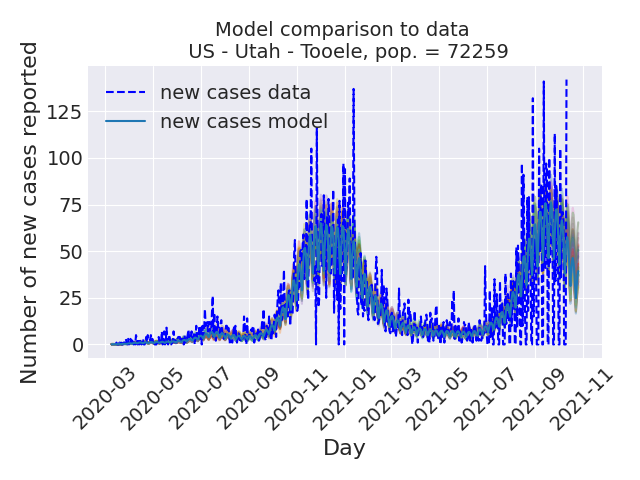 Model comparison to data
US - Utah - Tooele, pop. = 72259
Number of new cases reported
new cases data
new cases model
125
100
75
50
25
0
2020-03
2020-05
2020-07
2020-09
2020-11
2021-01
2021-03
2021-05
2021-07
2021-09
2021-11
Day